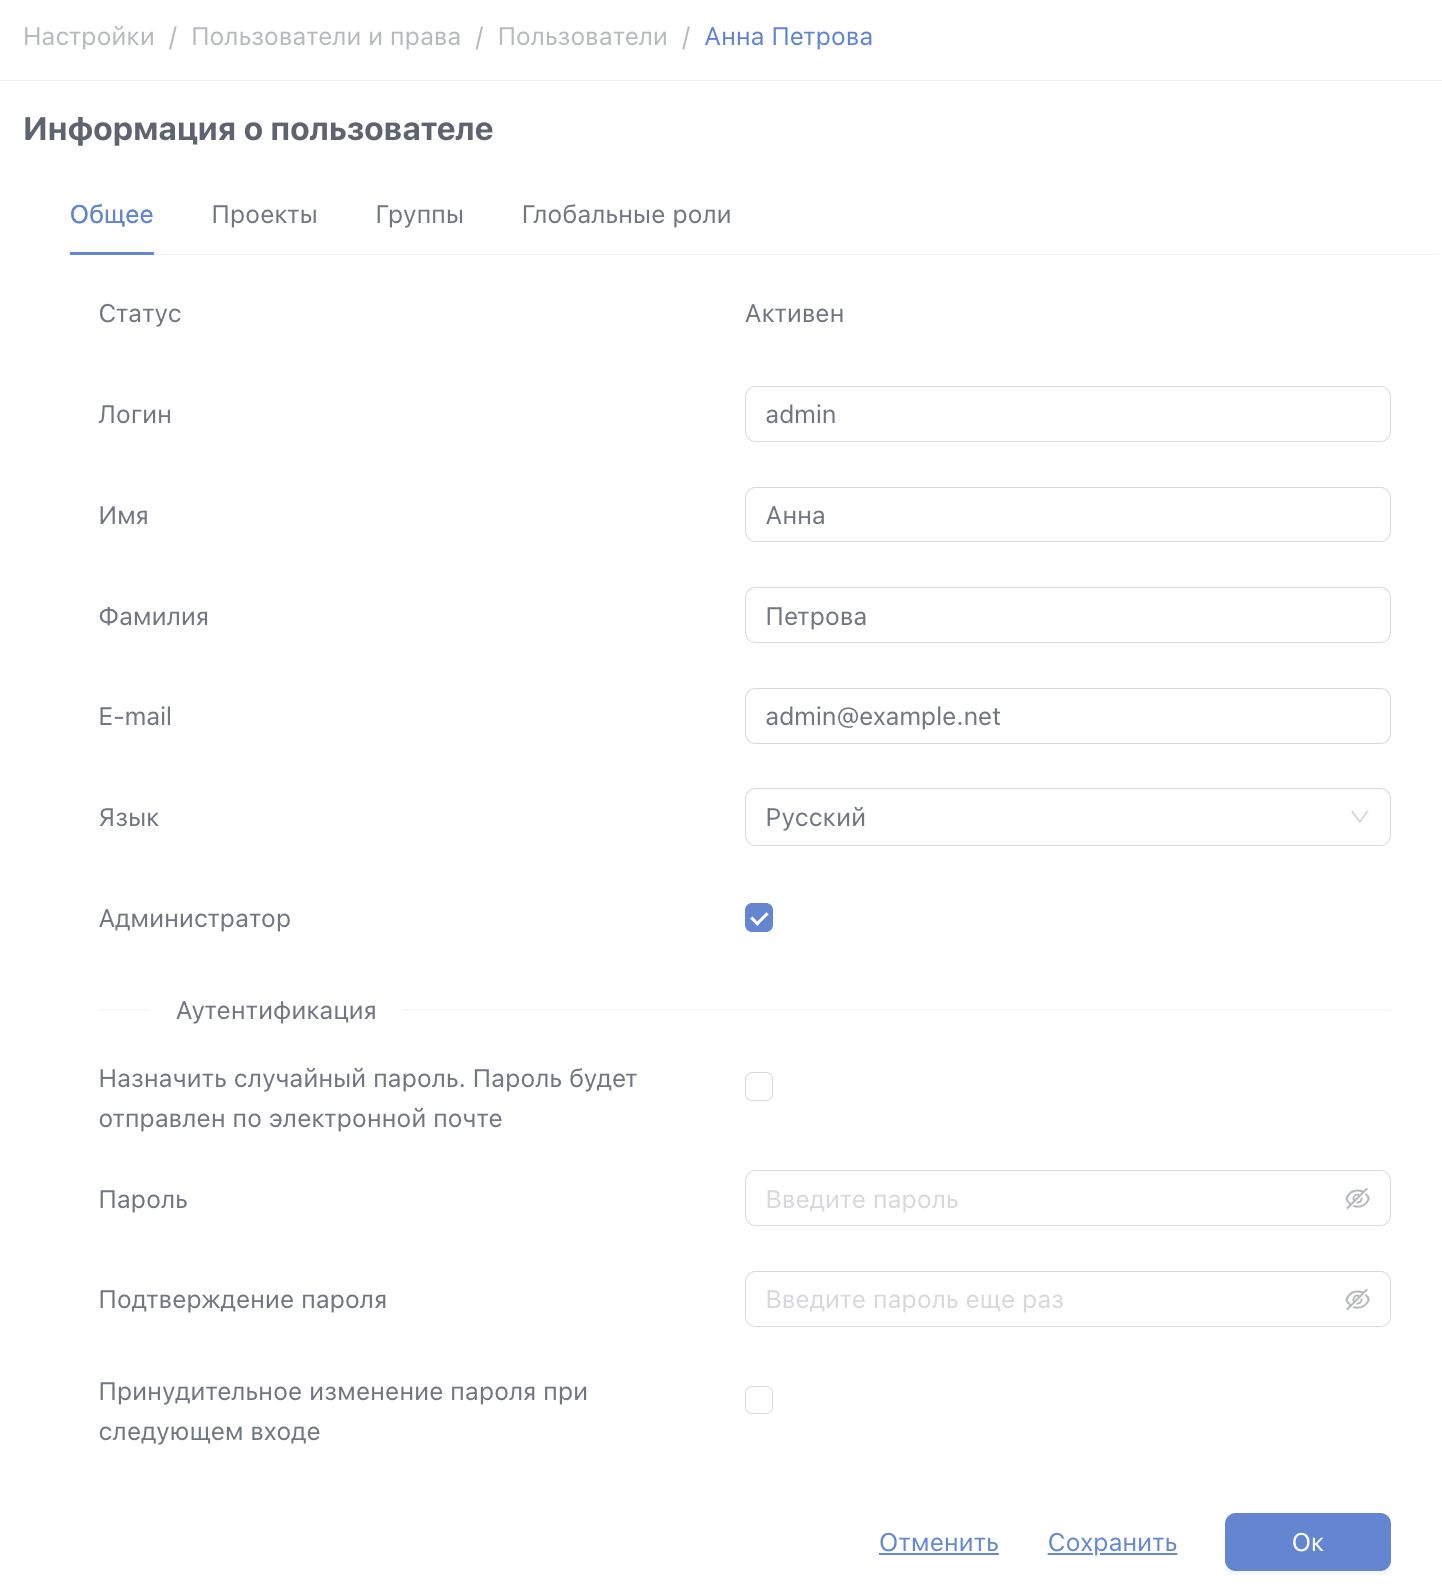 Настройки / Пользователи и права / Пользователи / Анна Петрова
Информация о пользователе
Общее Проекты Группы Глобальные роли
Статус Активен
Логин admin
Имя Анна
Фамилия Петрова
E-mail admin@example.net
Язык Русский
Администратор
Аутентификация
Назначить случайный пароль. Пароль будет
отправлен по электронной почте
Пароль Введите пароль
Подтверждение пароля Введите пароль еще раз
Принудительное изменение пароля при
следующем входе
Отменить Сохранить Ок